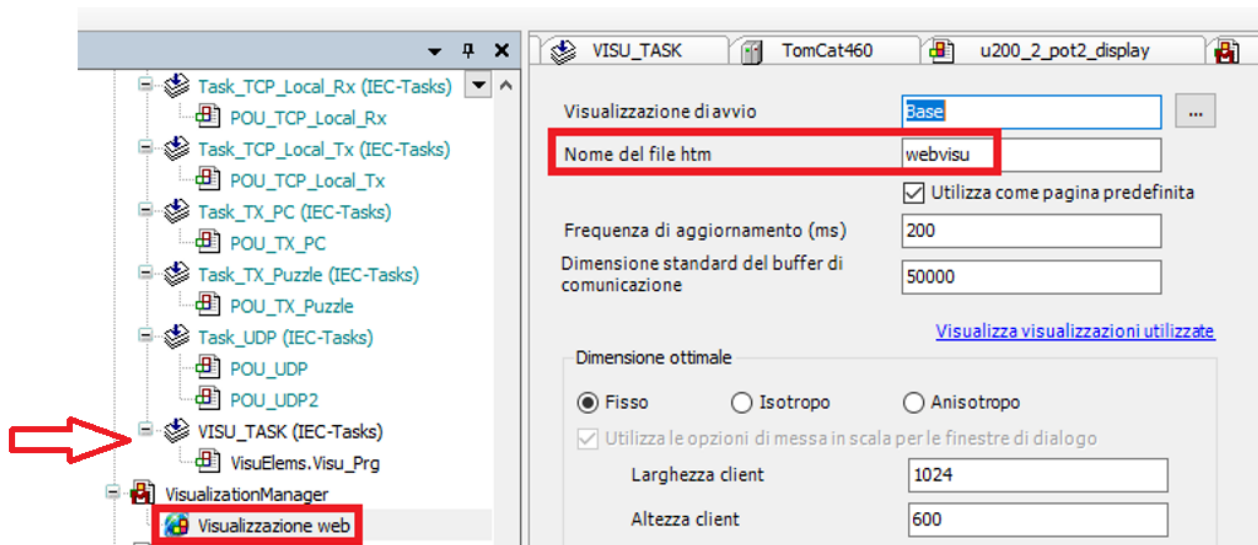 Task_TCP_Local_Rx (IEC-Tasks)
POU_TCP_Local_Rx
Task_TCP_Local_Tx (IEC-Tasks)
POU_TCP_Local_Tx
Task_TX_PC (IEC-Tasks)
POU_TX_PC
Task_TX_Puzzle (IEC-Tasks)
POU_TX_Puzzle
Task_UDP (IEC-Tasks)
POU_UDP
POU_UDP2
VISU_TASK (IEC-Tasks)
VisuElems.Visu_Prg
VisualizationManager
Visualizzazione web
VISU_TASK TomCat460 u200_2_pot2_display
Visualizzazione di avvio Base ...
Nome del file htm webvisu
Utilizza come pagina predefinita
Frequenza di aggiornamento (ms) 200
Dimensione standard del buffer di
comunicazione 50000
Visualizza visualizzazioni utilizzate
Dimensione ottimale
Fisso Isotropo Anisotropo
Utilizza le opzioni di messa in scala per le finestre di dialogo
Larghezza client 1024
Altezza client 600